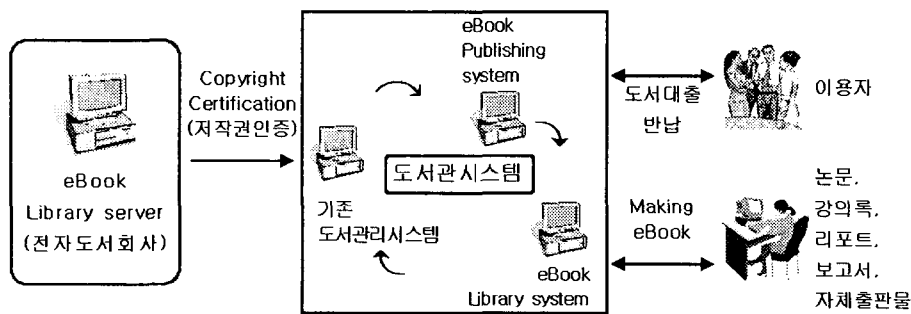 eBook
Library server
(전자도서회사)
Copyright
Certification
(저작권인증)
eBook
Publishing
system
도서관시스템
기존
도서관리시스템
eBook
Library system
도서대출
반납
이용자
Making
eBook
논문,
강의록,
리포트,
보고서,
자체출판물